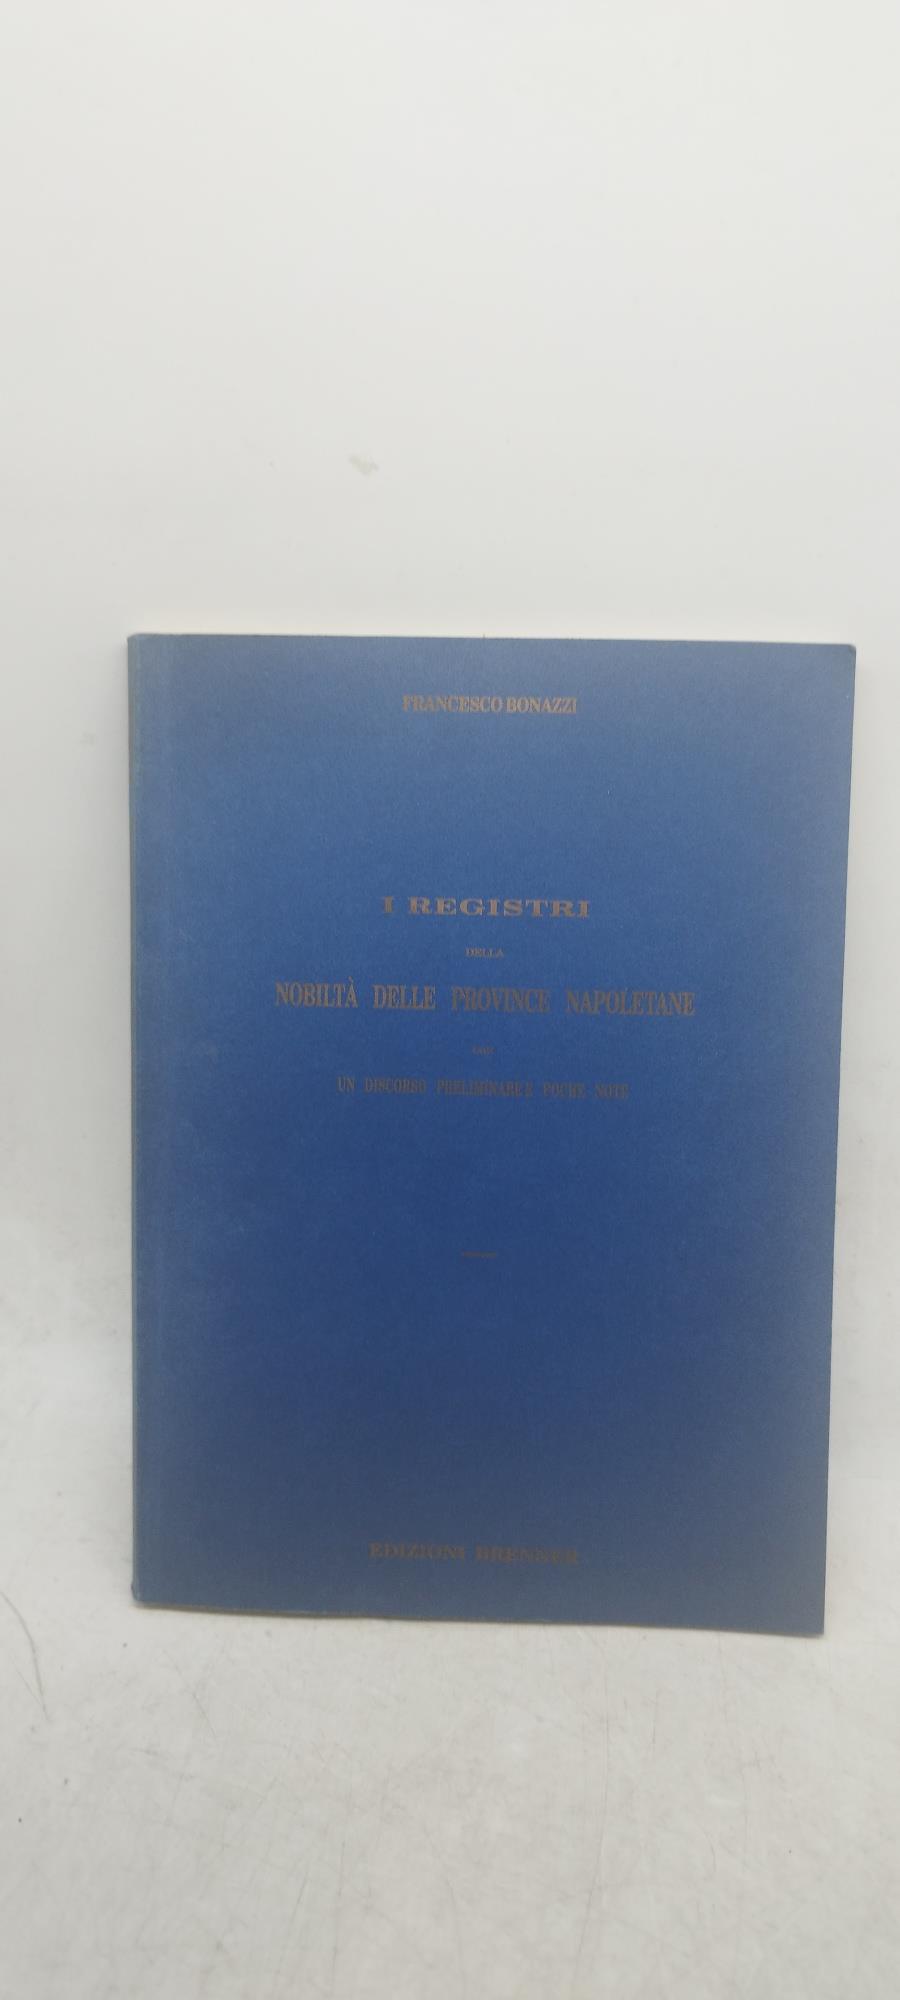 FRANCESCO BONAZZI
I REGISTRI
DELLA
NOBILTÀ DELLE PROVINCE NAPOLETANE
CON
UN DISCORSO PRELIMINARE E POCHE NOTE
EDIZIONI BRENNER